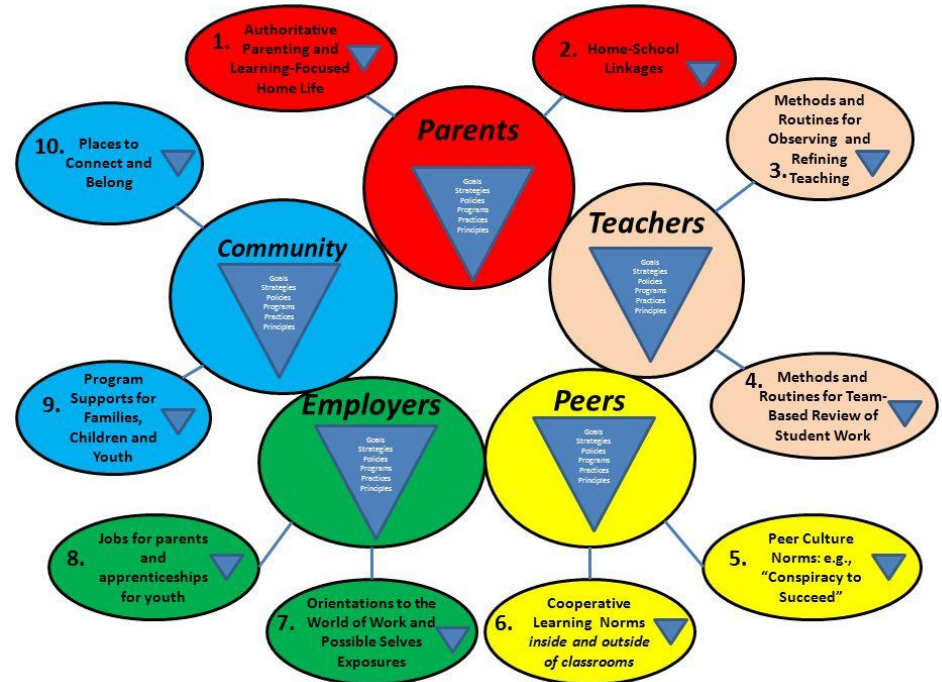 1. Authoritative
Parenting and
Learning-Focused
Home Life
2. Home-School
Linkages
Parents
Goals
Strategies
Policies
Programs
Practices
Principles
Methods and
Routines for
Observing and
Refining
3. Teaching
Teachers
Goals
Strategies
Policies
Programs
Practices
Principles
4. Methods and
Routines for Team-
Based Review of
Student Work
Peers
Goals
Strategies
Policies
Programs
Practices
Principles
5. Peer Culture
Norms: e.g.,
“Conspiracy to
Succeed”
6. Cooperative
Learning Norms
inside and outside
of classrooms
Employers
Goals
Strategies
Policies
Programs
Practices
Principles
7. Orientations to the
World of Work and
Possible Selves
Exposures
8. Jobs for parents
and
apprenticeships
for youth
Community
Goals
Strategies
Policies
Programs
Practices
Principles
9. Program
Supports for
Families,
Children and
Youth
10. Places to
Connect and
Belong